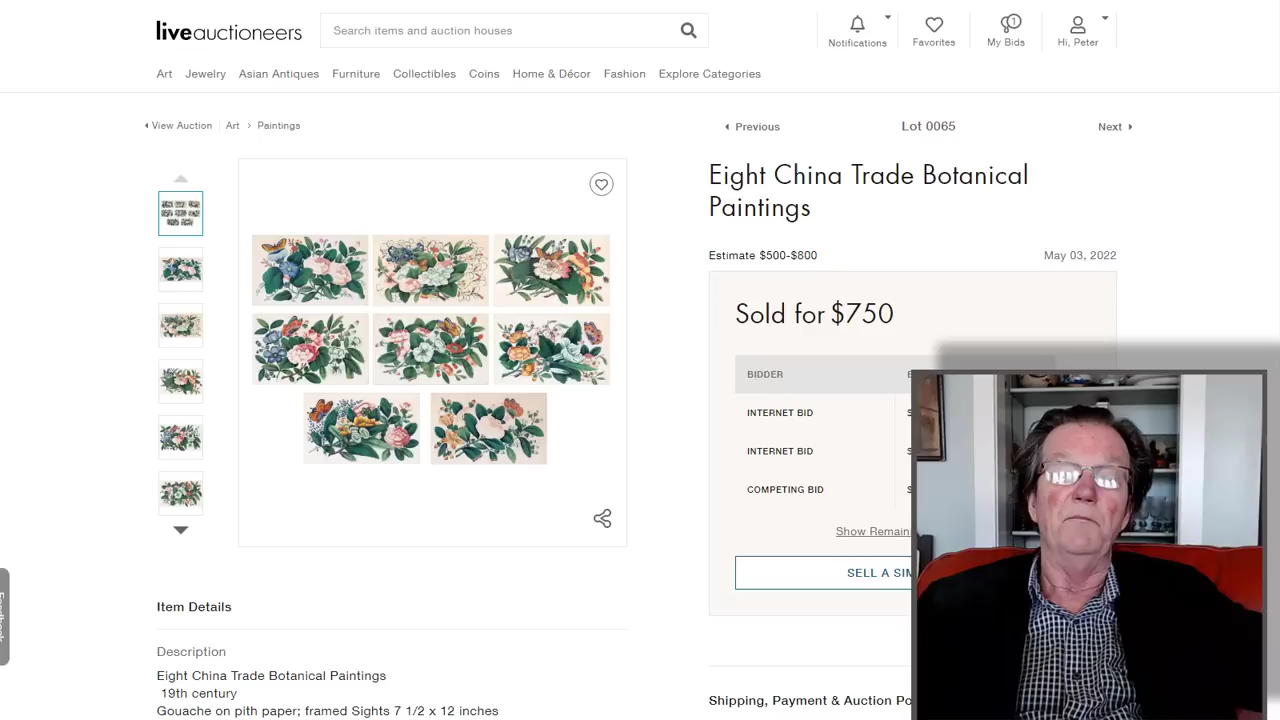 liveauctioneers
Search items and auction houses
Notifications
Favorites
1
My Bids
Hi, Peter
Art Jewelry Asian Antiques Furniture Collectibles Coins Home & Décor Fashion Explore Categories
View Auction Art Paintings
Previous Lot 0065 Next
Eight China Trade Botanical
Paintings
Estimate $500-$800 May 03, 2022
Sold for $750
BIDDER
INTERNET BID $
INTERNET BID $
COMPETING BID $
Show Remain
SELL A SIM
Feedback
Item Details
Description
Eight China Trade Botanical Paintings
19th century
Gouache on pith paper; framed Sights 7 1/2 x 12 inches
Shipping, Payment & Auction Po